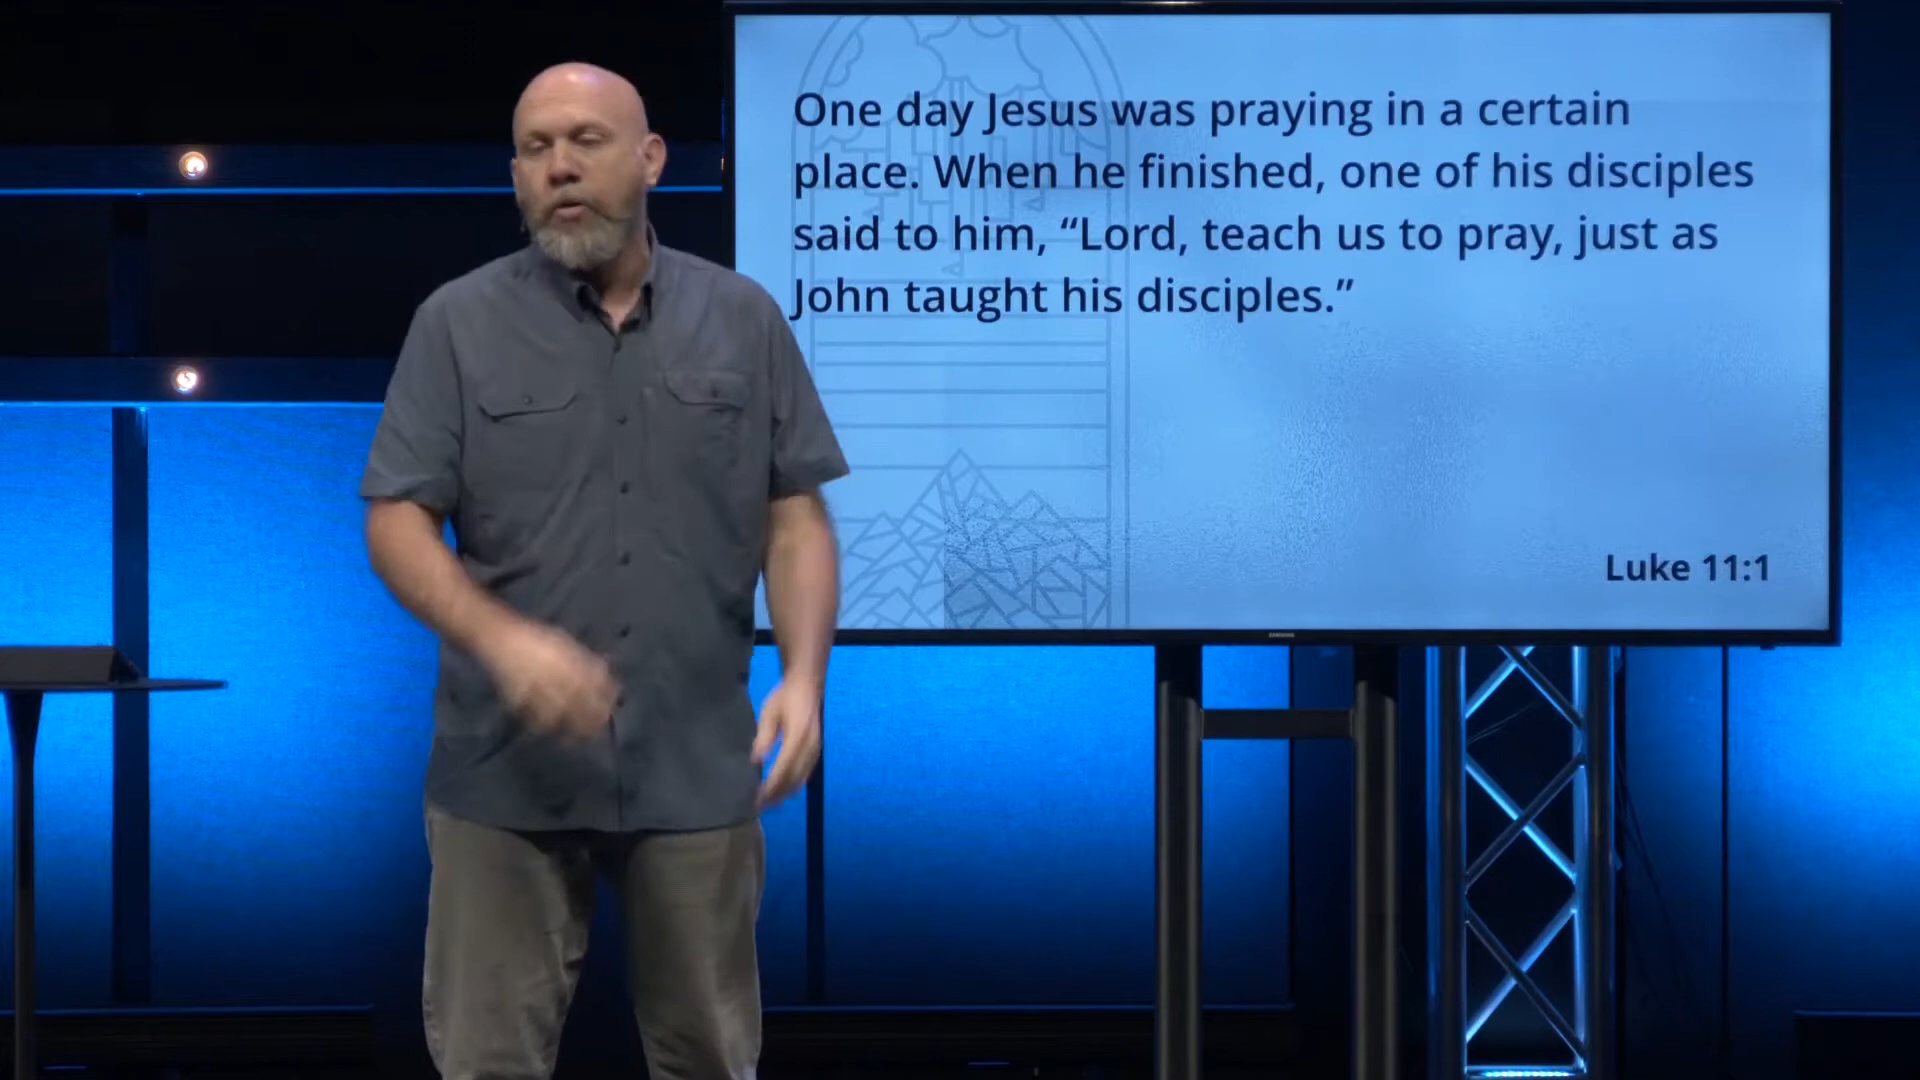 One day Jesus was praying in a certain
place. When he finished, one of his disciples
said to him, “Lord, teach us to pray, just as
John taught his disciples.”
Luke 11:1
SAMSUNG